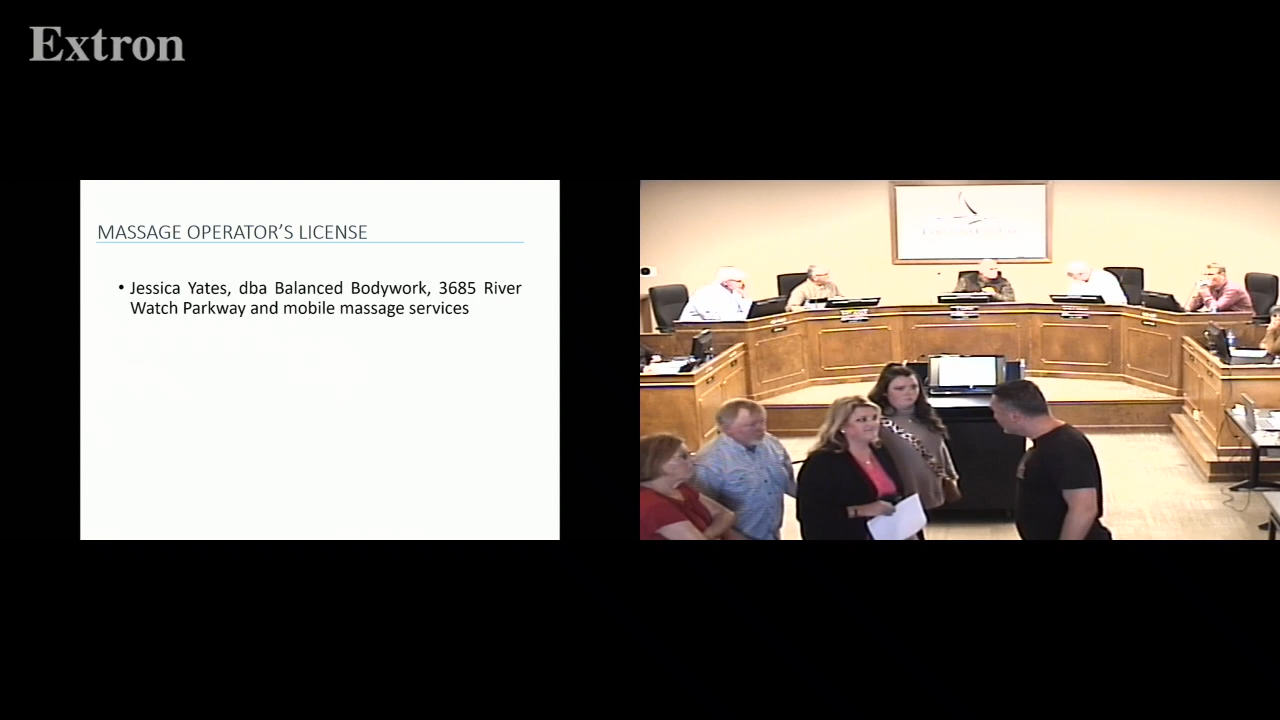 Extron
MASSAGE OPERATOR'S LICENSE
• Jessica Yates, dba Balanced Bodywork, 3685 River
Watch Parkway and mobile massage services